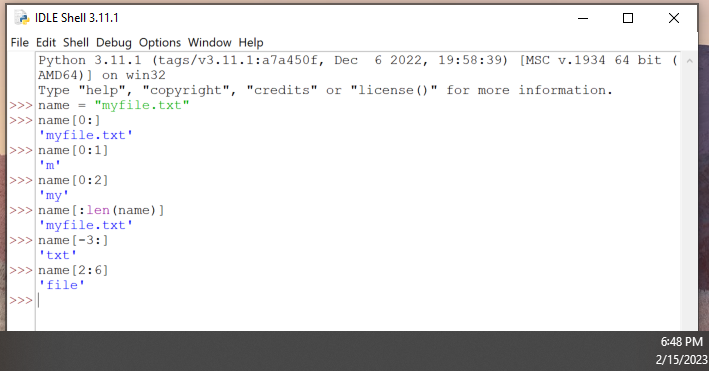 IDLE Shell 3.11.1
File Edit Shell Debug Options Window Help
Python 3.11.1 (tags/v3.11.1:a7a450f, Dec  6 2022, 19:58:39) [MSC v.1934 64 bit (
AMD64)] on win32
Type "help", "copyright", "credits" or "license()" for more information.
>>> name = "myfile.txt"
>>> name[0:]
'myfile.txt'
>>> name[0:1]
'm'
>>> name[0:2]
'my'
>>> name[:len(name)]
'myfile.txt'
>>> name[-3:]
'txt'
>>> name[2:6]
'file'
>>>
6:48 PM
2/15/2023